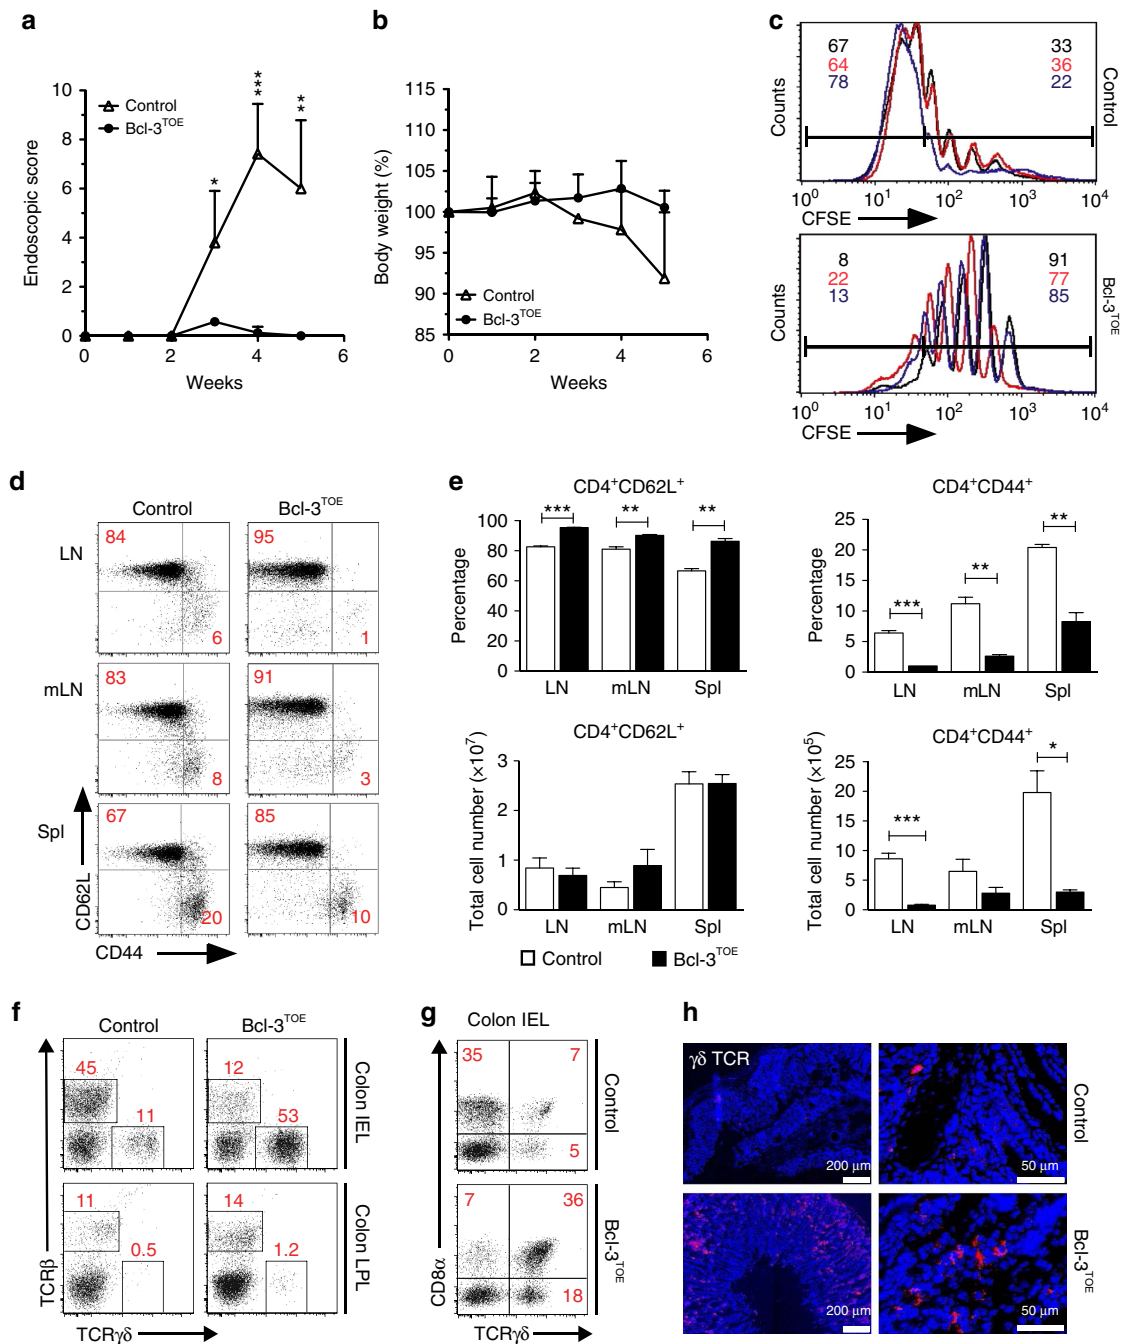 a
10
8
6
4
2
0
Endoscopic score
Control
Bcl-3TOE
*
***
**
0 2 4 6
Weeks
b
115
110
105
100
95
90
85
Body weight (%)
Control
Bcl-3TOE
0 2 4 6
Weeks
c
Counts
67 33
64 36
78 22
Control
10^0 10^1 10^2 10^3 10^4
CFSE
Counts
8 91
22 77
13 85
Bcl-3TOE
10^0 10^1 10^2 10^3 10^4
CFSE
d
Control Bcl-3TOE
LN
84 95
6 1
mLN
83 91
8 3
Spl
67 85
20 10
CD62L
CD44
e
CD4+CD62L+
*** ** **
100
80
60
40
20
0
Percentage
LN mLN Spl
CD4+CD44+
*** ** **
25
20
15
10
5
0
Percentage
LN mLN Spl
CD4+CD62L+
3
2
1
0
Total cell number (×10^7)
LN mLN Spl
CD4+CD44+
*** *
25
20
15
10
5
0
Total cell number (×10^5)
LN mLN Spl
Control Bcl-3TOE
f
Control Bcl-3TOE
45 12
11 53
Colon IEL
11 14
0.5 1.2
Colon LPL
TCRβ
TCRγδ
g
Colon IEL
35 7
5
Control
7 36
18
Bcl-3TOE
CD8α
TCRγδ
h
γδ TCR
200 μm 50 μm
Control
200 μm 50 μm
Bcl-3TOE